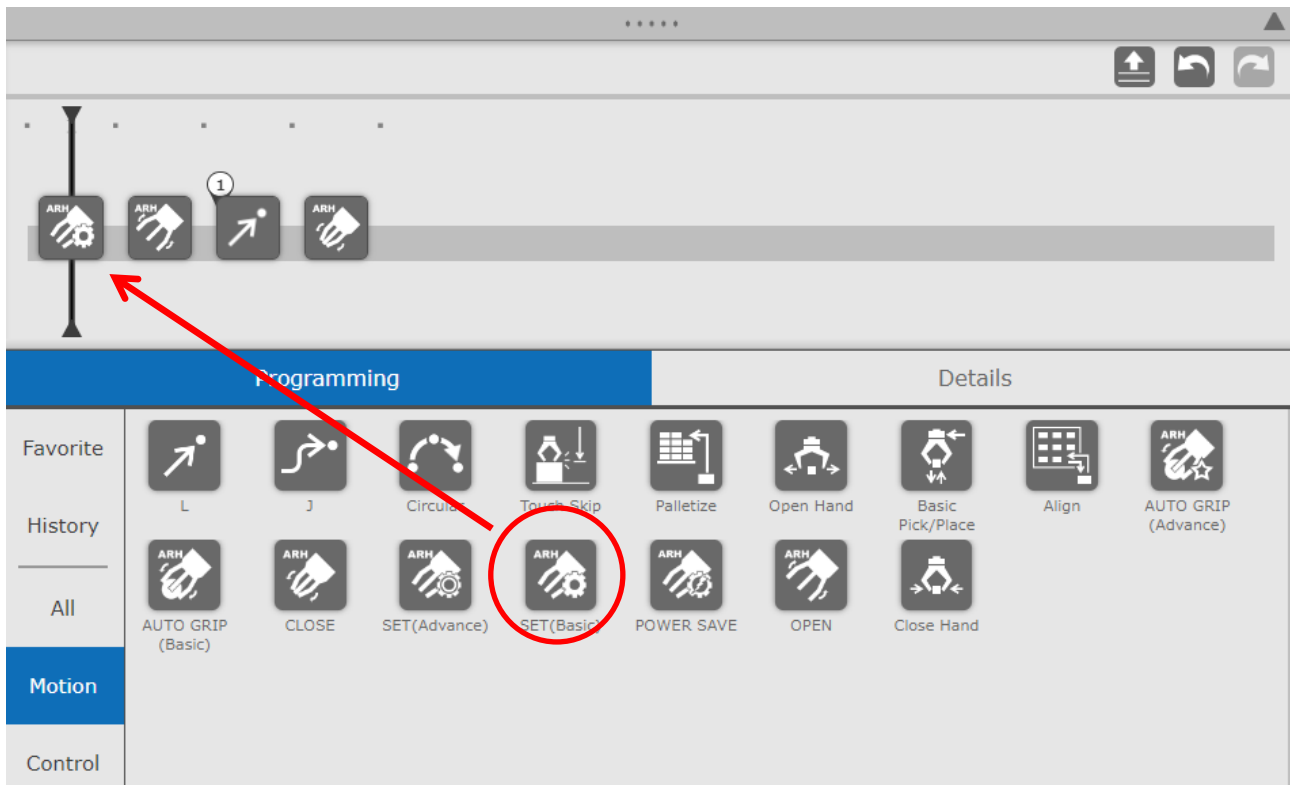 ARH
ARH
1
ARH
Programming
Details
Favorite
History
All
Motion
Control
L
J
Circular
Touch Skip
Palletize
Open Hand
Basic
Pick/Place
Align
ARH
AUTO GRIP
(Advance)
ARH
AUTO GRIP
(Basic)
ARH
CLOSE
ARH
SET(Advance)
ARH
SET(Basic)
ARH
POWER SAVE
ARH
OPEN
Close Hand